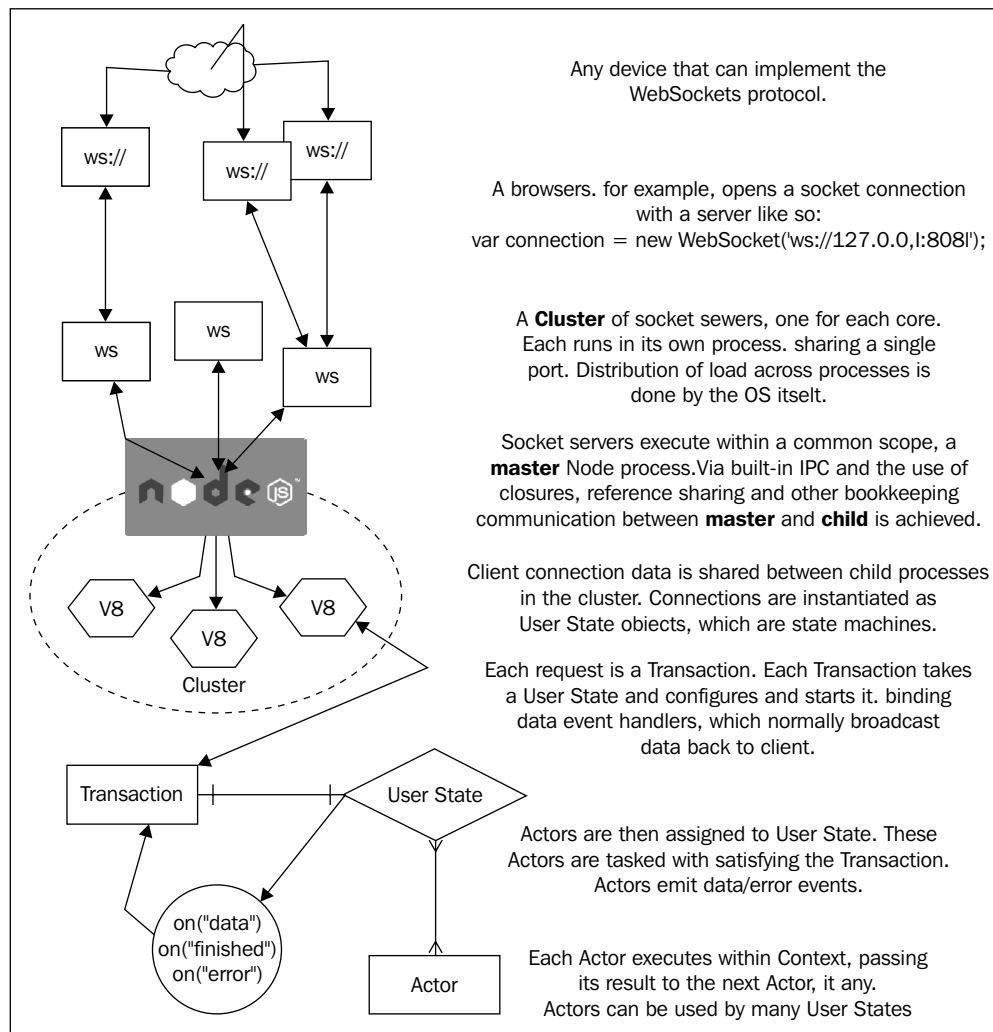 Any device that can implement the
WebSockets protocol.
ws://
ws://
ws://
A browsers. for example, opens a socket connection
with a server like so:
var connection = new WebSocket('ws://127.0.0,l:808l');
ws
ws
ws
A Cluster of socket sewers, one for each core.
Each runs in its own process. sharing a single
port. Distribution of load across processes is
done by the OS itselt.
node JS™
Socket servers execute within a common scope, a
master Node process.Via built-in IPC and the use of
closures, reference sharing and other bookkeeping
communication between master and child is achieved.
V8
V8
V8
Cluster
Client connection data is shared between child processes
in the cluster. Connections are instantiated as
User State objects, which are state machines.
Each request is a Transaction. Each Transaction takes
a User State and configures and starts it. binding
data event handlers, which normally broadcast
data back to client.
Transaction
User State
Actors are then assigned to User State. These
Actors are tasked with satisfying the Transaction.
Actors emit data/error events.
on("data")
on("finished")
on("error")
Actor
Each Actor executes within Context, passing
its result to the next Actor, it any.
Actors can be used by many User States